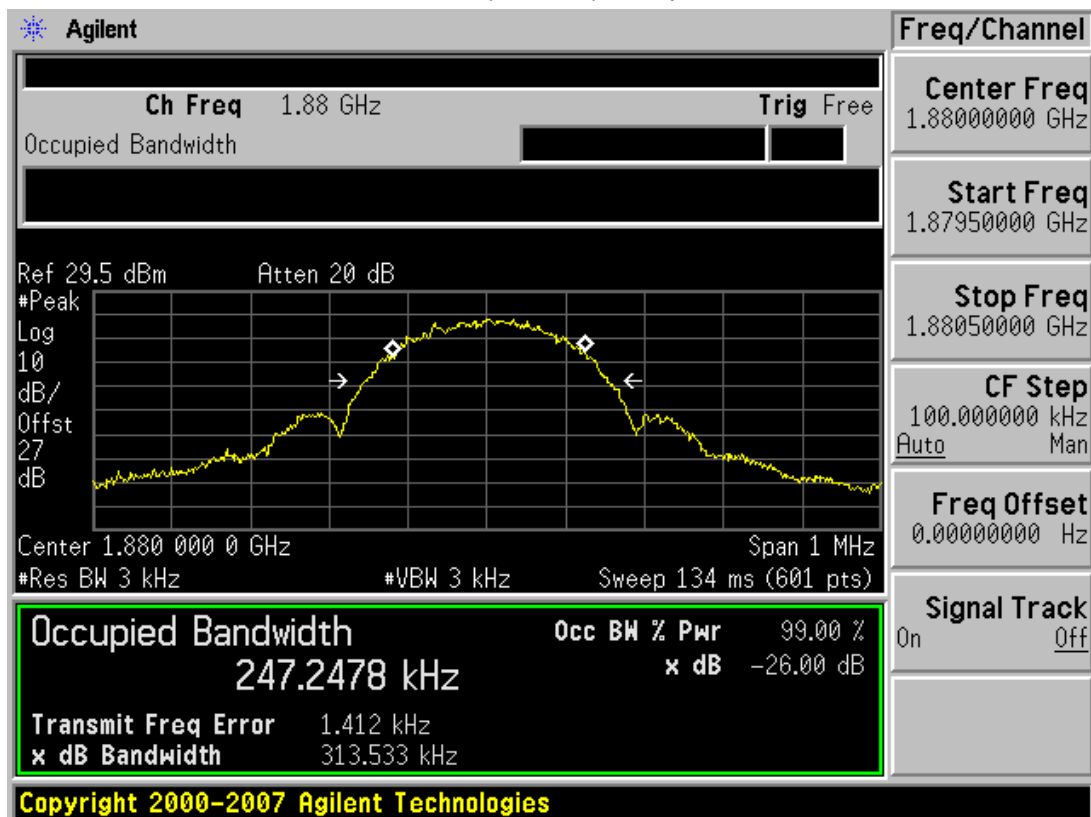 Agilent
Freq/Channel
Ch Freq 1.88 GHz Trig Free
Occupied Bandwidth
Center Freq
1.88000000 GHz
Start Freq
1.87950000 GHz
Stop Freq
1.88050000 GHz
CF Step
100.000000 kHz
Auto Man
Freq Offset
0.00000000 Hz
Signal Track
On Off
Ref 29.5 dBm Atten 20 dB
#Peak
Log
10
dB/
Offst
27
dB
Center 1.880 000 0 GHz Span 1 MHz
#Res BW 3 kHz #VBW 3 kHz Sweep 134 ms (601 pts)
Occupied Bandwidth Occ BW % Pwr 99.00 %
247.2478 kHz x dB -26.00 dB
Transmit Freq Error 1.412 kHz
x dB Bandwidth 313.533 kHz
Copyright 2000-2007 Agilent Technologies